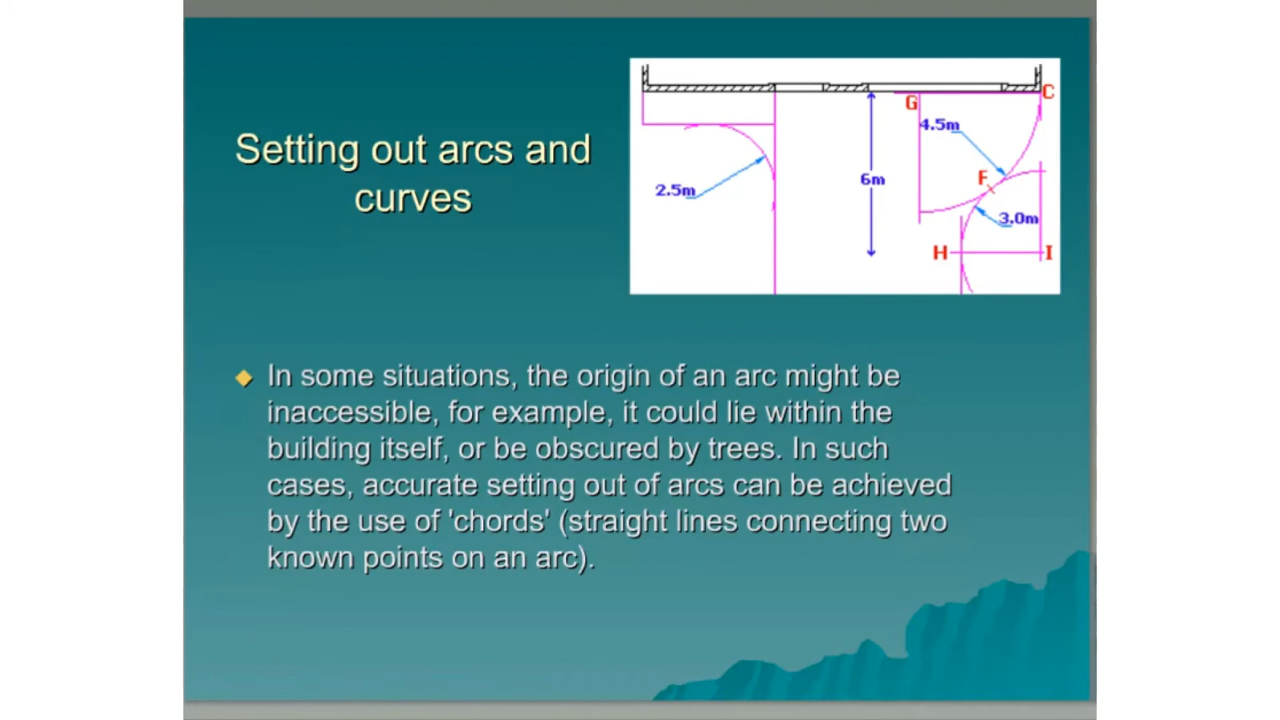 Setting out arcs and
curves
G
C
4.5m
F
6m
2.5m
3.0m
H
I
In some situations, the origin of an arc might be
inaccessible, for example, it could lie within the
building itself, or be obscured by trees. In such
cases, accurate setting out of arcs can be achieved
by the use of 'chords' (straight lines connecting two
known points on an arc).